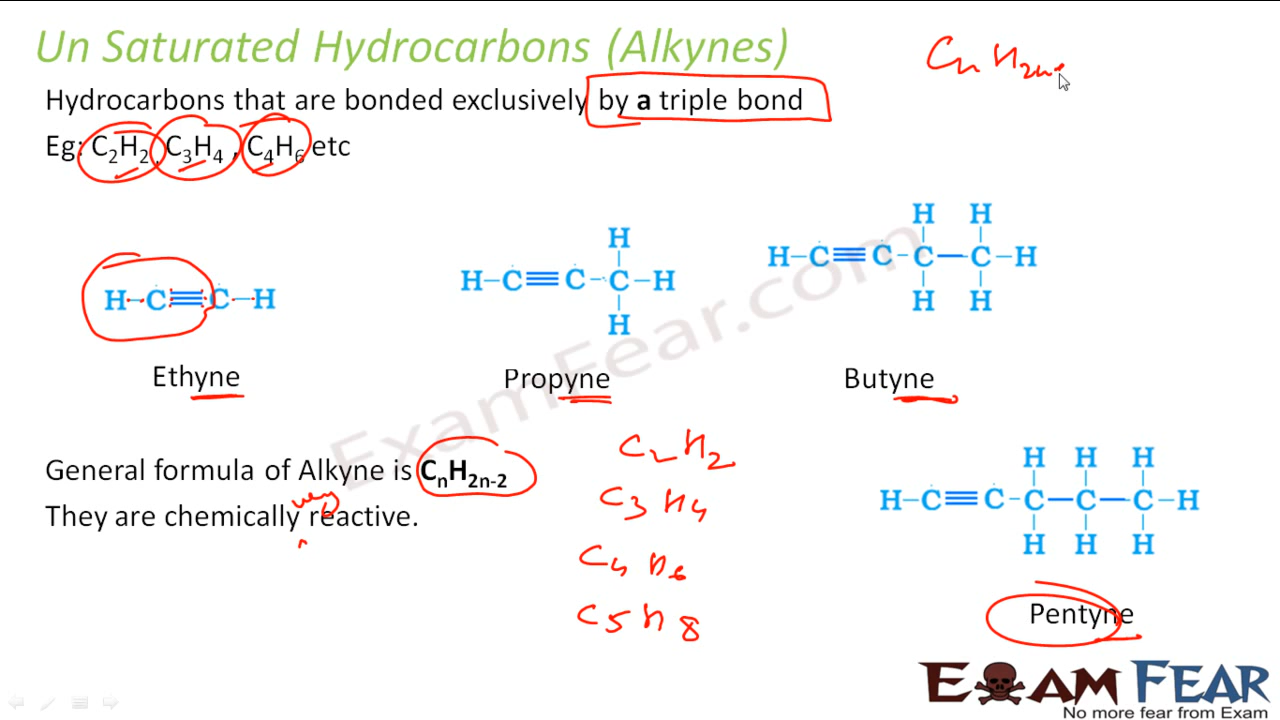 Un Saturated Hydrocarbons (Alkynes)
CₙH₂ₙ
Hydrocarbons that are bonded exclusively by a triple bond
Eg: C₂H₂, C₃H₄, C₄H₆ etc
H–C≡C–H
Ethyne
H
H–C≡C–C–H
H
Propyne
H H
H–C≡C–C–C–H
H H
Butyne
ExamFear.com
General formula of Alkyne is CₙH₂ₙ₋₂
very
They are chemically reactive.
C₂H₂
C₃H₄
C₄H₆
C₅H₈
H H H
H–C≡C–C–C–C–H
H H H
Pentyne
EXAM FEAR
No more fear from Exam